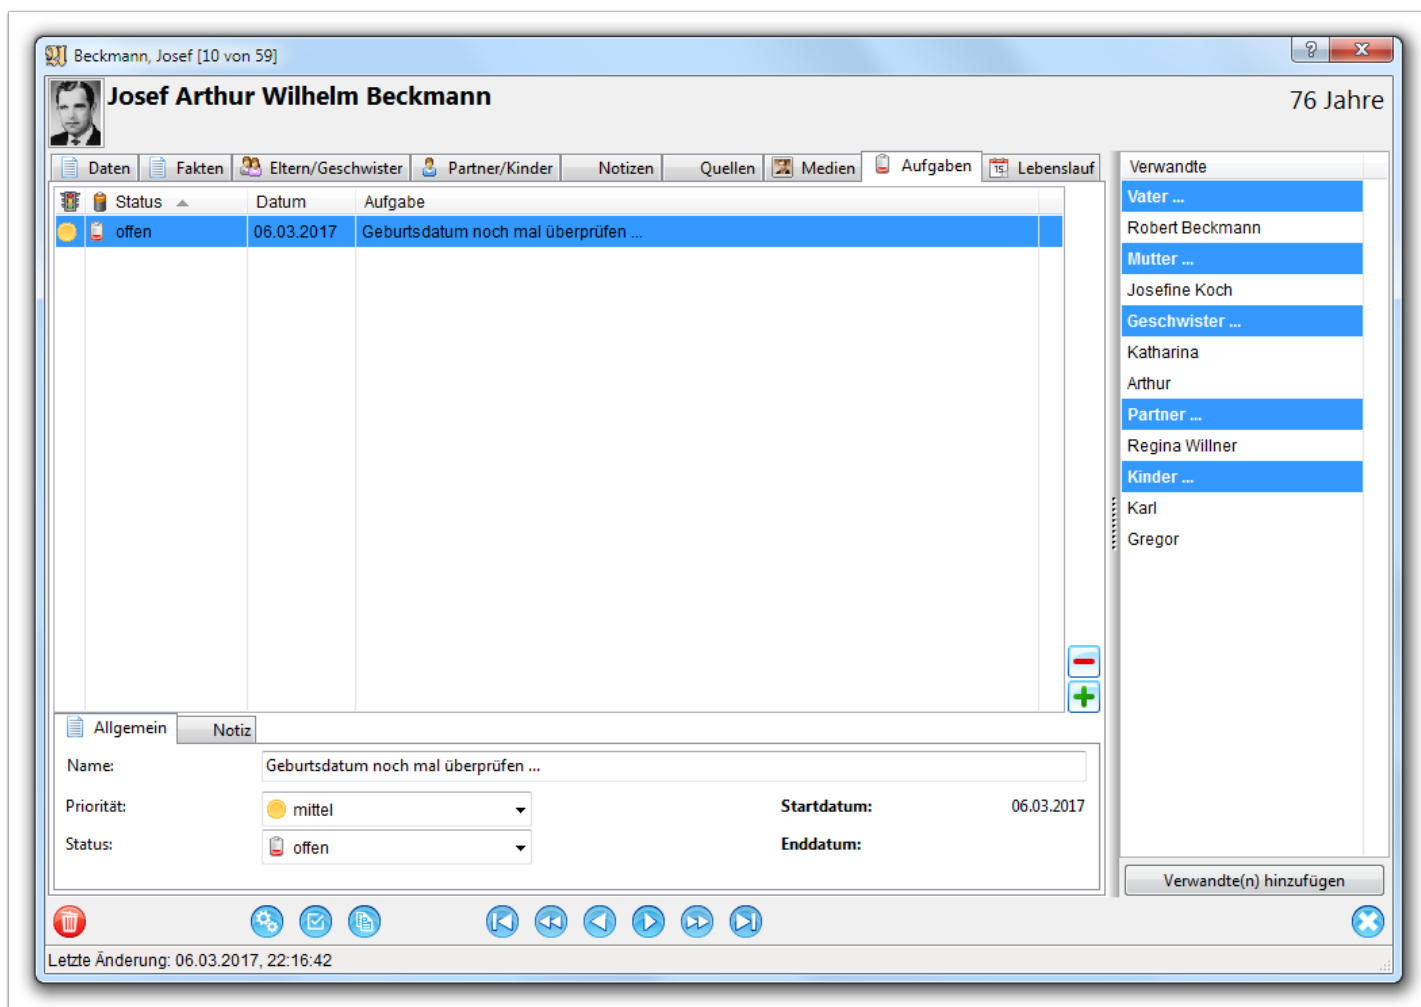 Beckmann, Josef [10 von 59]
Josef Arthur Wilhelm Beckmann
76 Jahre
Daten Fakten Eltern/Geschwister Partner/Kinder Notizen Quellen Medien Aufgaben 15 Lebenslauf
Status Datum Aufgabe
offen 06.03.2017 Geburtsdatum noch mal überprüfen ...
Verwandte
Vater ...
Robert Beckmann
Mutter ...
Josefine Koch
Geschwister ...
Katharina
Arthur
Partner ...
Regina Willner
Kinder ...
Karl
Gregor
Allgemein Notiz
Name: Geburtsdatum noch mal überprüfen ...
Priorität: mittel Startdatum: 06.03.2017
Status: offen Enddatum:
Verwandte(n) hinzufügen
Letzte Änderung: 06.03.2017, 22:16:42